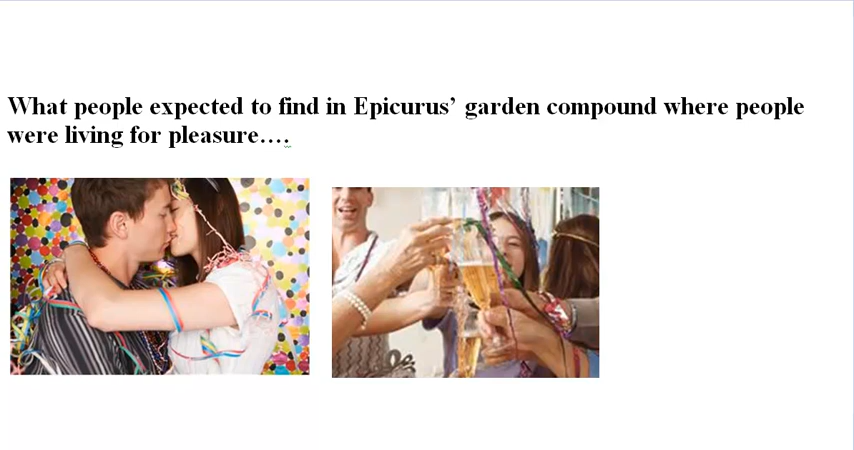 What people expected to find in Epicurus’ garden compound where people
were living for pleasure….